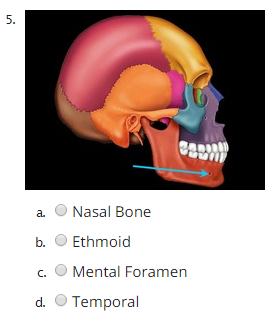 5.
a. Nasal Bone
b. Ethmoid
c. Mental Foramen
d. Temporal